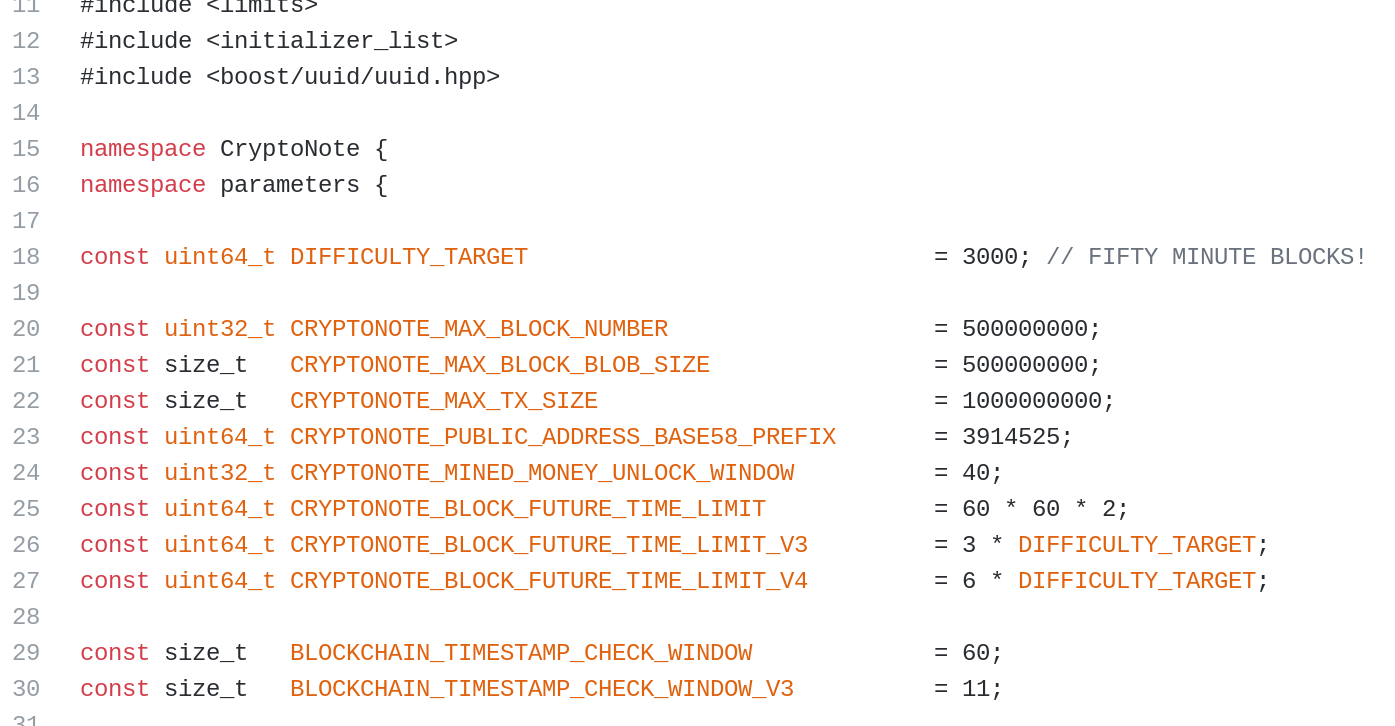 11 #include <limits>
12 #include <initializer_list>
13 #include <boost/uuid/uuid.hpp>
14
15 namespace CryptoNote {
16 namespace parameters {
17
18 const uint64_t DIFFICULTY_TARGET                             = 3000; // FIFTY MINUTE BLOCKS!
19
20 const uint32_t CRYPTONOTE_MAX_BLOCK_NUMBER                   = 500000000;
21 const size_t   CRYPTONOTE_MAX_BLOCK_BLOB_SIZE                = 500000000;
22 const size_t   CRYPTONOTE_MAX_TX_SIZE                        = 1000000000;
23 const uint64_t CRYPTONOTE_PUBLIC_ADDRESS_BASE58_PREFIX       = 3914525;
24 const uint32_t CRYPTONOTE_MINED_MONEY_UNLOCK_WINDOW          = 40;
25 const uint64_t CRYPTONOTE_BLOCK_FUTURE_TIME_LIMIT            = 60 * 60 * 2;
26 const uint64_t CRYPTONOTE_BLOCK_FUTURE_TIME_LIMIT_V3         = 3 * DIFFICULTY_TARGET;
27 const uint64_t CRYPTONOTE_BLOCK_FUTURE_TIME_LIMIT_V4         = 6 * DIFFICULTY_TARGET;
28
29 const size_t   BLOCKCHAIN_TIMESTAMP_CHECK_WINDOW             = 60;
30 const size_t   BLOCKCHAIN_TIMESTAMP_CHECK_WINDOW_V3          = 11;
31